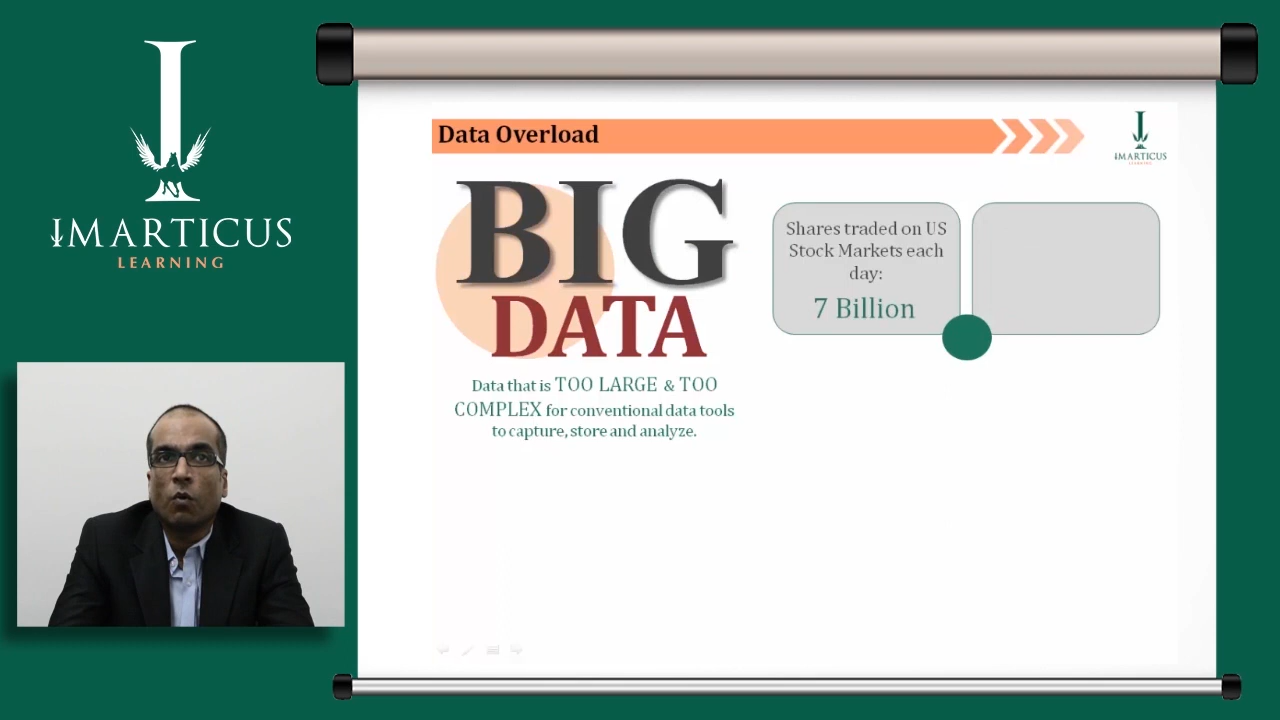 IMARTICUS
LEARNING
Data Overload
IMARTICUS
LEARNING
BIG
DATA
Data that is TOO LARGE & TOO
COMPLEX for conventional data tools
to capture, store and analyze.
Shares traded on US
Stock Markets each
day:
7 Billion